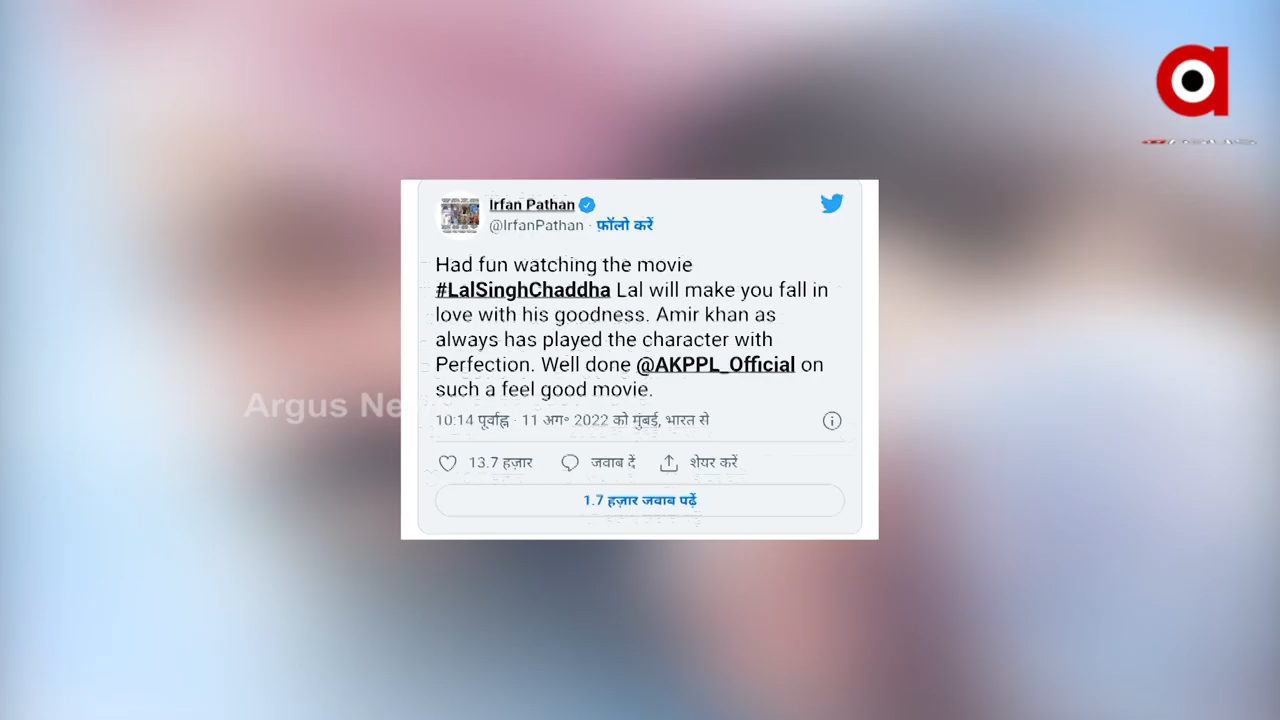 Irfan Pathan
@IrfanPathan · फ़ॉलो करें
Had fun watching the movie
#LalSinghChaddha Lal will make you fall in
love with his goodness. Amir khan as
always has played the character with
Perfection. Well done @AKPPL_Official on
such a feel good movie.
10:14 पूर्वाह्न · 11 अग॰ 2022 को मुंबई, भारत से
13.7 हज़ार जवाब दें शेयर करें
1.7 हज़ार जवाब पढ़ें
Argus Ne